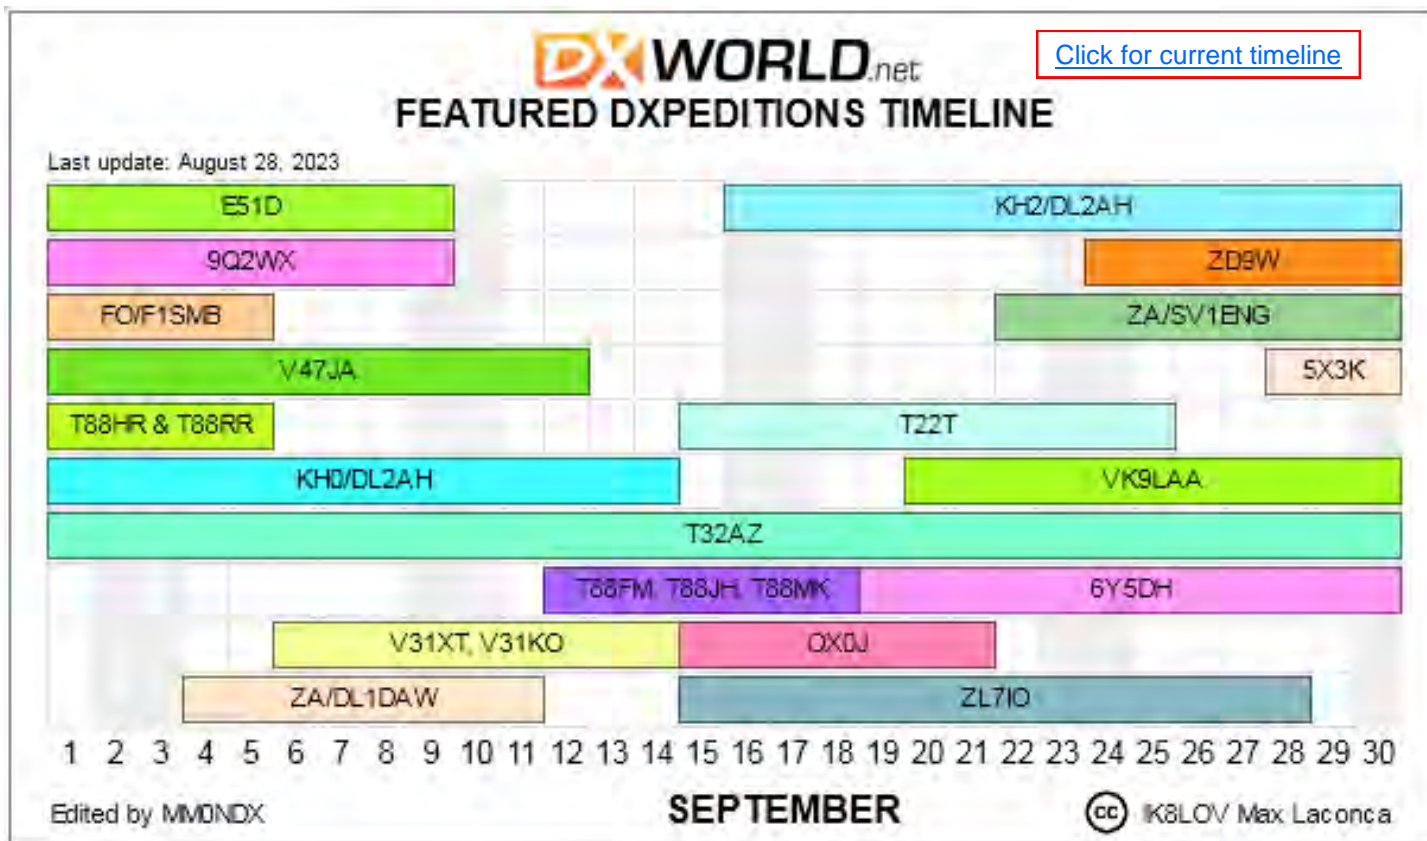 DX WORLD.net
Click for current timeline
FEATURED DXPEDITIONS TIMELINE
Last update: August 28, 2023
E51D KH2/DL2AH
9Q2WX ZD9W
FO/F1SMB ZA/SV1ENG
V47JA 5X3K
T88HR & T88RR T22T
KH0/DL2AH VK9LAA
T32AZ
T88FM, T88JH, T88MK 6Y5DH
V31XT, V31KO OX0J
ZA/DL1DAW ZL7IO
1 2 3 4 5 6 7 8 9 10 11 12 13 14 15 16 17 18 19 20 21 22 23 24 25 26 27 28 29 30
Edited by MM0NDX SEPTEMBER cc IK8LOV Max Laconca